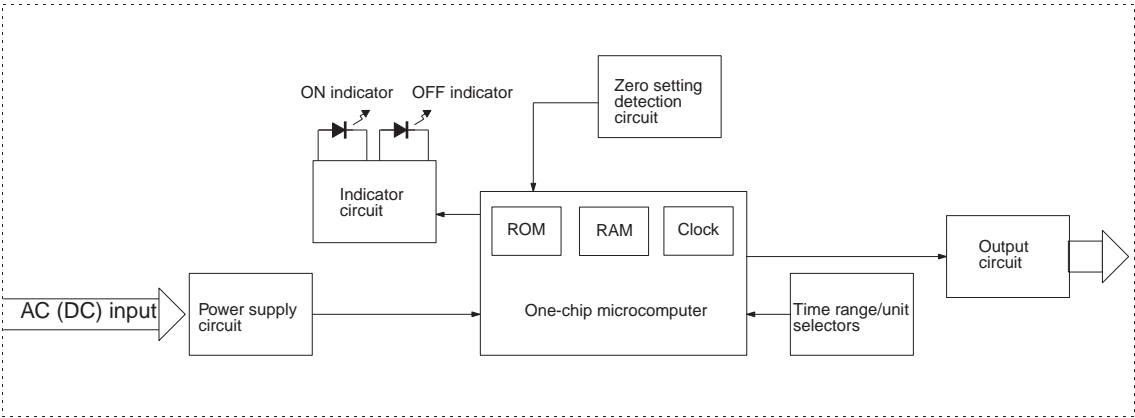 Zero setting
detection
circuit
ON indicator
OFF indicator
Indicator
circuit
ROM
RAM
Clock
Output
circuit
AC (DC) input
Power supply
circuit
One-chip microcomputer
Time range/unit
selectors